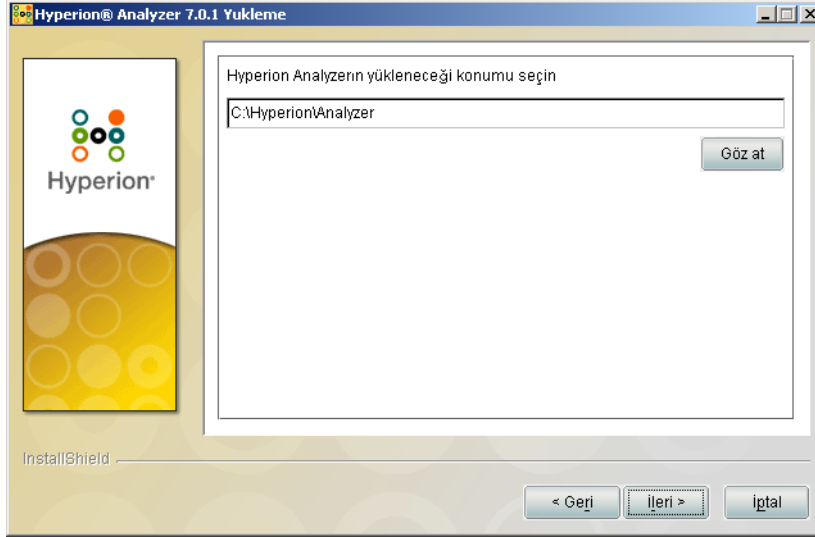 Hyperion® Analyzer 7.0.1 Yukleme
Hyperion Analyzerın yükleneceği konumu seçin
C:\Hyperion\Analyzer
Göz at
Hyperion
InstallShield
< Geri
İleri >
İptal